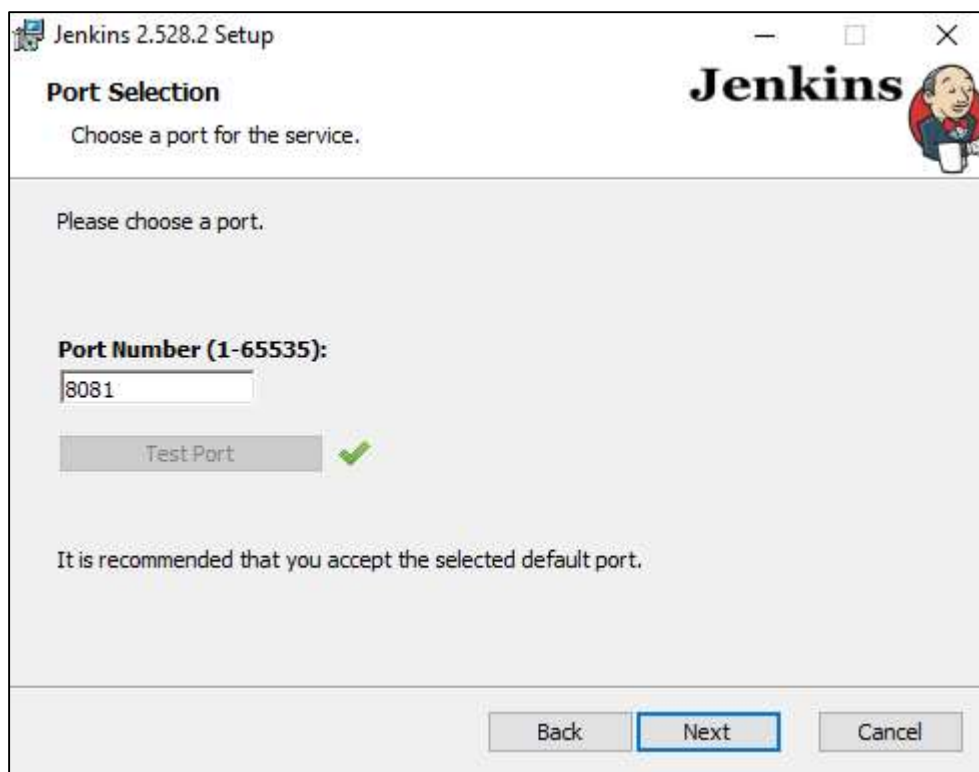 Jenkins 2.528.2 Setup
Port Selection
Jenkins
Choose a port for the service.
Please choose a port.
Port Number (1-65535):
8081
Test Port
It is recommended that you accept the selected default port.
Back Next Cancel